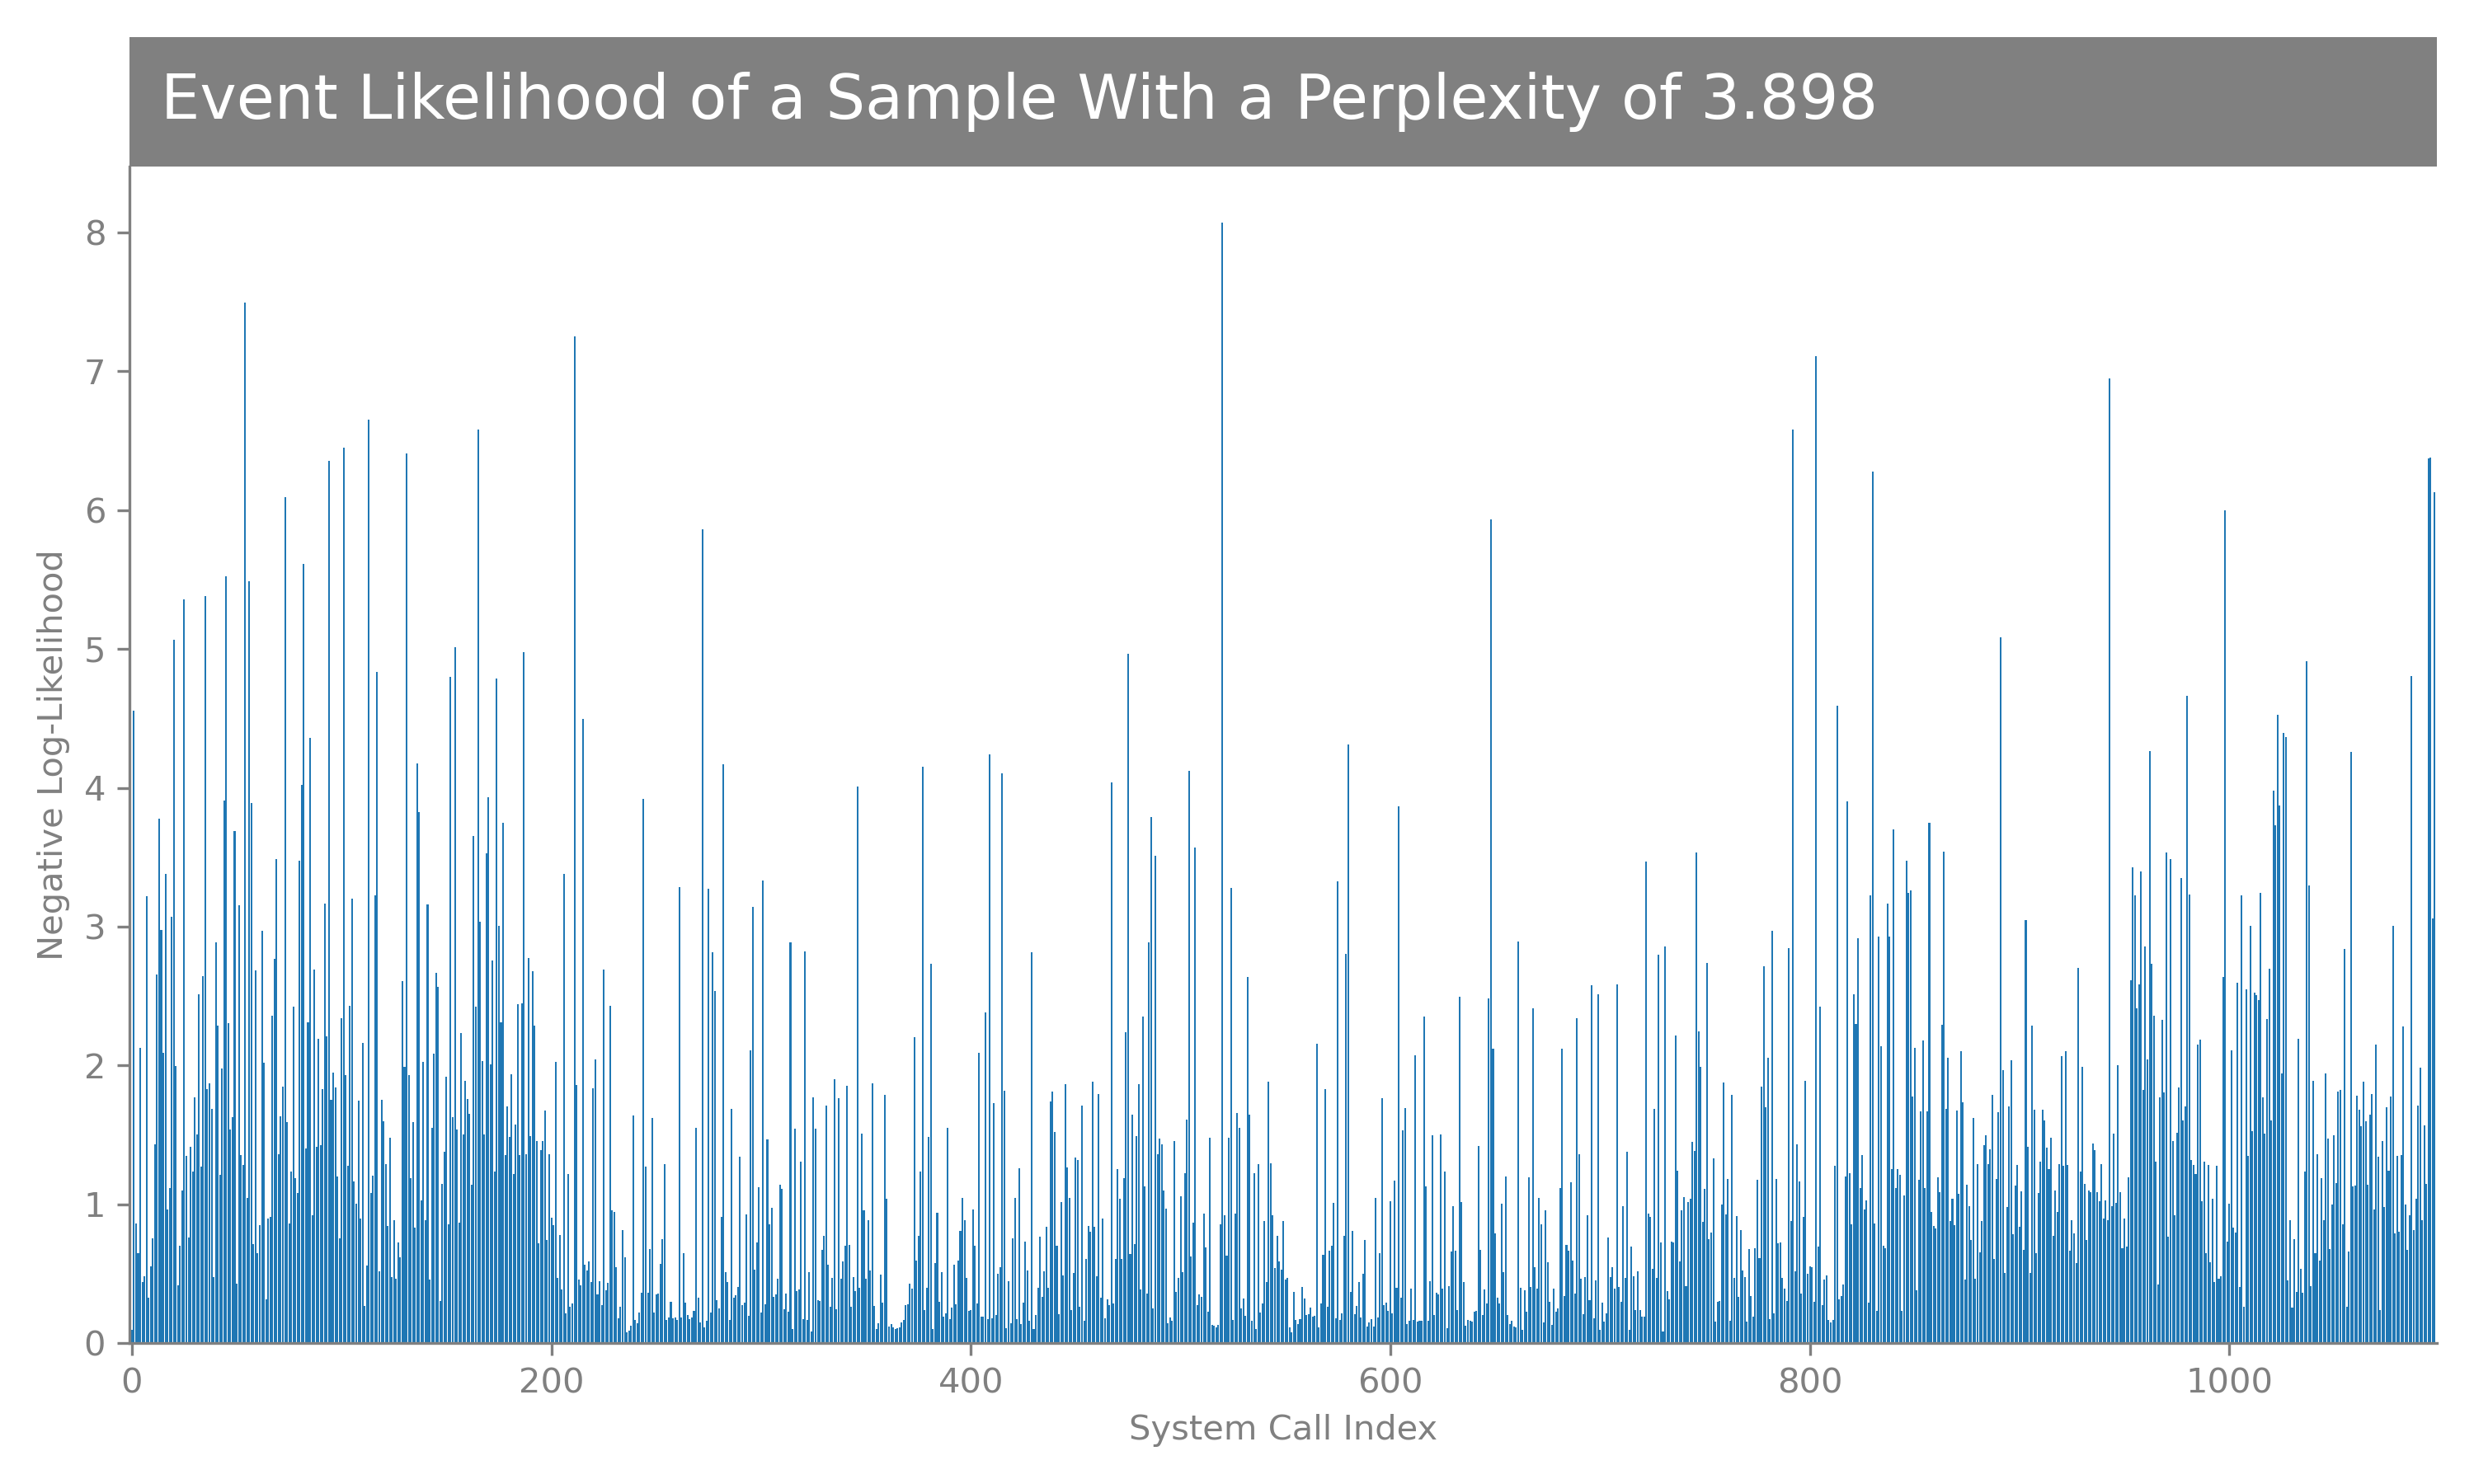 Event Likelihood of a Sample With a Perplexity of 3.898
8
7
6
5
4
3
2
1
0
Negative Log-Likelihood
0 200 400 600 800 1000
System Call Index